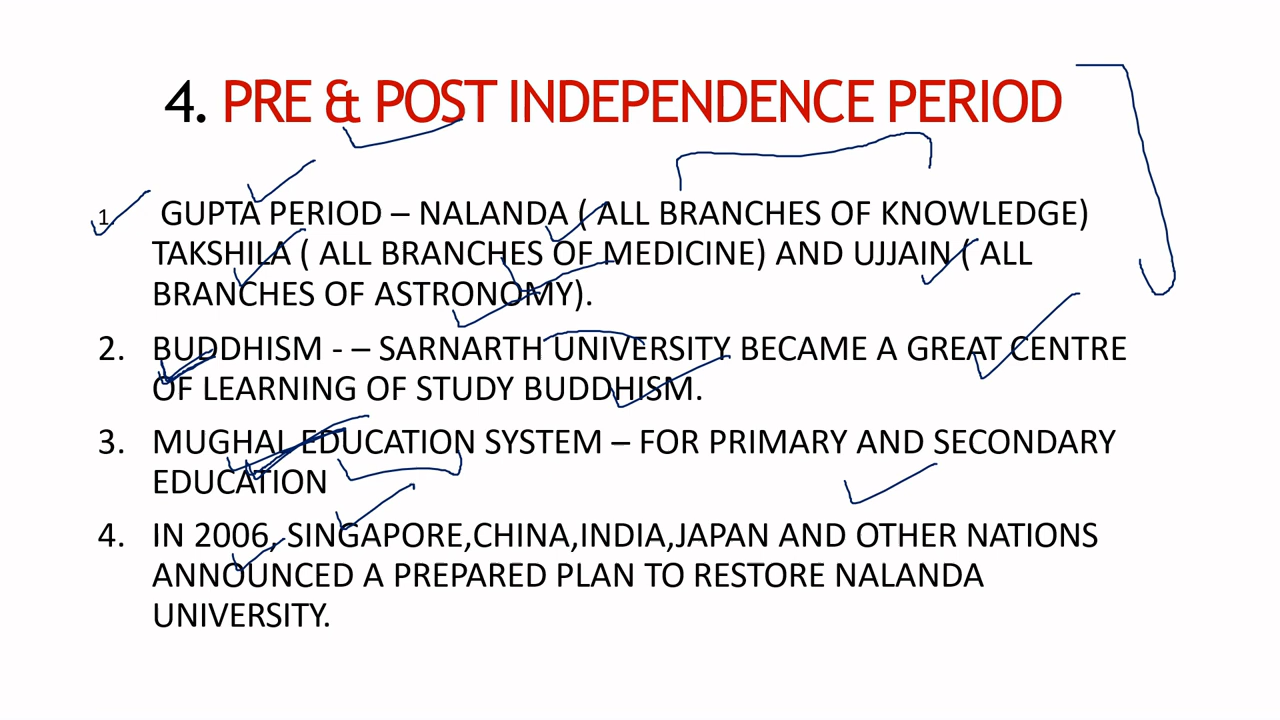 4. PRE & POST INDEPENDENCE PERIOD
1. GUPTA PERIOD – NALANDA ( ALL BRANCHES OF KNOWLEDGE)
TAKSHILA ( ALL BRANCHES OF MEDICINE) AND UJJAIN ( ALL
BRANCHES OF ASTRONOMY).
2. BUDDHISM - – SARNARTH UNIVERSITY BECAME A GREAT CENTRE
OF LEARNING OF STUDY BUDDHISM.
3. MUGHAL EDUCATION SYSTEM – FOR PRIMARY AND SECONDARY
EDUCATION
4. IN 2006, SINGAPORE,CHINA,INDIA,JAPAN AND OTHER NATIONS
ANNOUNCED A PREPARED PLAN TO RESTORE NALANDA
UNIVERSITY.